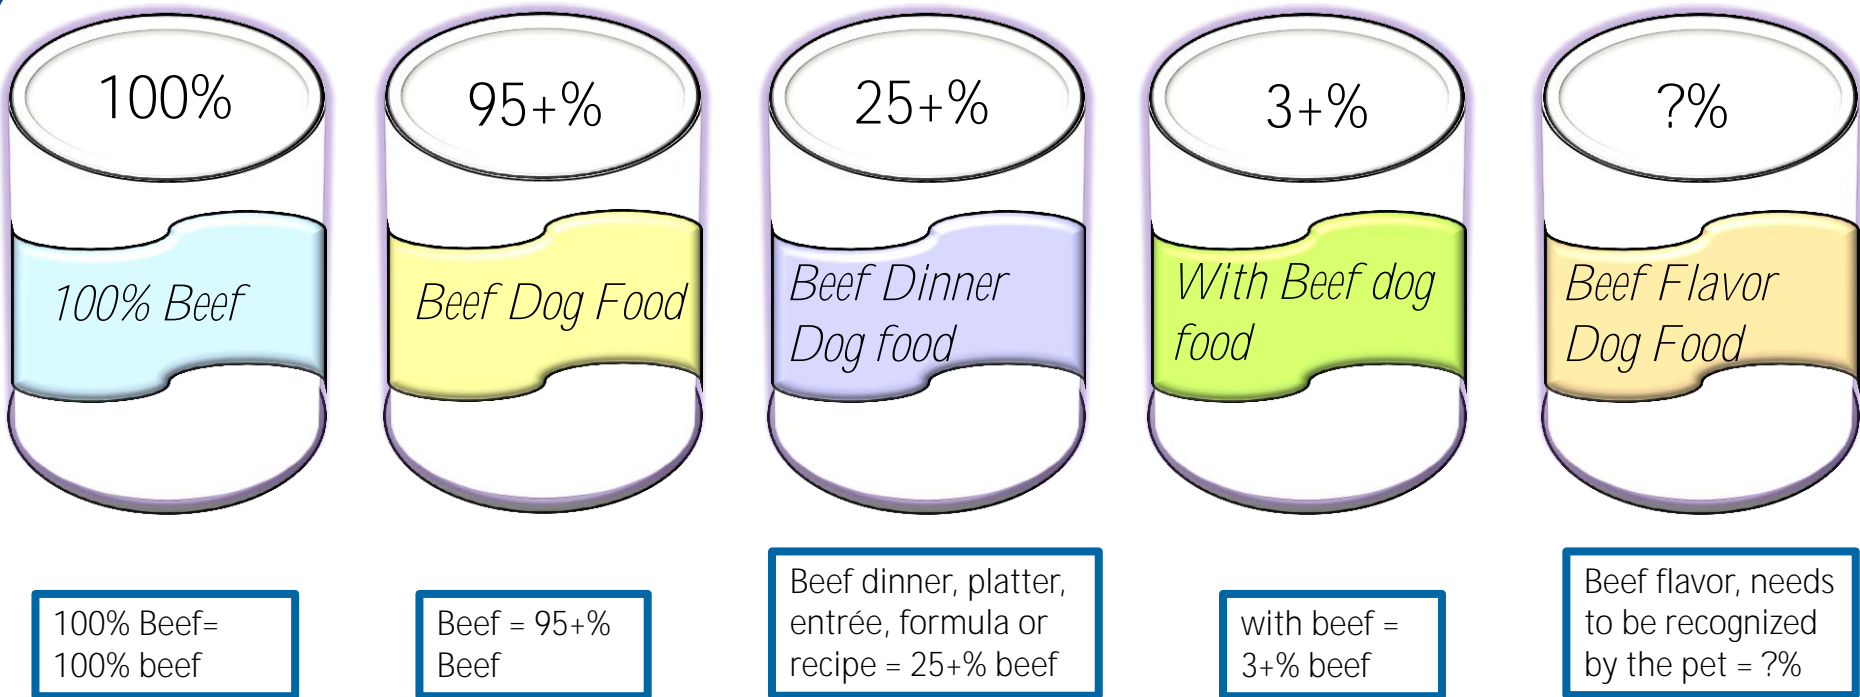 100%
95+%
25+%
3+%
?%
100% Beef
Beef Dog Food
Beef Dinner
Dog food
With Beef dog
food
Beef Flavor
Dog Food
100% Beef=
100% beef
Beef = 95+%
Beef
Beef dinner, platter,
entrée, formula or
recipe = 25+% beef
with beef =
3+% beef
Beef flavor, needs
to be recognized
by the pet = ?%